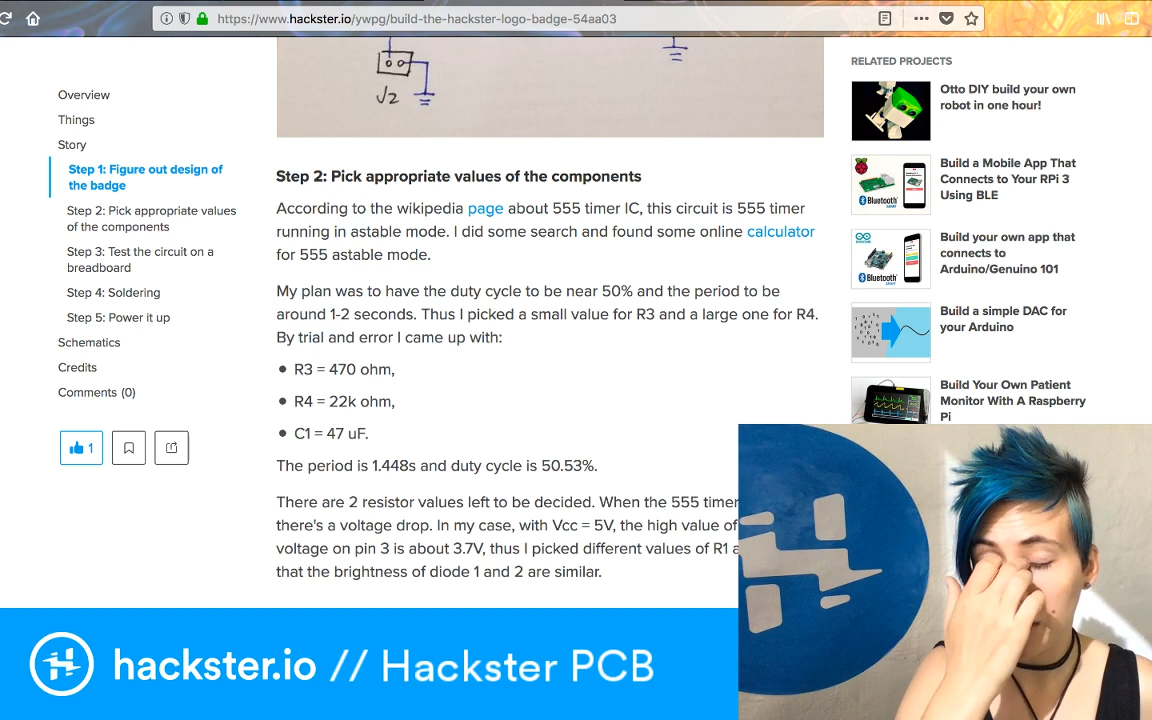 https://www.hackster.io/ywpg/build-the-hackster-logo-badge-54aa03
J2
Overview
Things
Story
Step 1: Figure out design of
the badge
Step 2: Pick appropriate values
of the components
Step 3: Test the circuit on a
breadboard
Step 4: Soldering
Step 5: Power it up
Schematics
Credits
Comments (0)
1
Step 2: Pick appropriate values of the components
According to the wikipedia page about 555 timer IC, this circuit is 555 timer
running in astable mode. I did some search and found some online calculator
for 555 astable mode.
My plan was to have the duty cycle to be near 50% and the period to be
around 1-2 seconds. Thus I picked a small value for R3 and a large one for R4.
By trial and error I came up with:
R3 = 470 ohm,
R4 = 22k ohm,
C1 = 47 uF.
The period is 1.448s and duty cycle is 50.53%.
There are 2 resistor values left to be decided. When the 555 timer
there's a voltage drop. In my case, with Vcc = 5V, the high value of
voltage on pin 3 is about 3.7V, thus I picked different values of R1 a
that the brightness of diode 1 and 2 are similar.
RELATED PROJECTS
Otto DIY build your own
robot in one hour!
Bluetooth
Build a Mobile App That
Connects to Your RPi 3
Using BLE
Bluetooth
Build your own app that
connects to
Arduino/Genuino 101
Build a simple DAC for
your Arduino
Build Your Own Patient
Monitor With A Raspberry
Pi
hackster.io // Hackster PCB